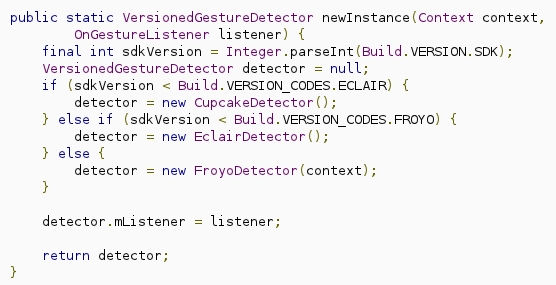 public static VersionedGestureDetector newInstance(Context context,
        OnGestureListener listener) {
    final int sdkVersion = Integer.parseInt(Build.VERSION.SDK);
    VersionedGestureDetector detector = null;
    if (sdkVersion < Build.VERSION_CODES.ECLAIR) {
        detector = new CupcakeDetector();
    } else if (sdkVersion < Build.VERSION_CODES.FROYO) {
        detector = new EclairDetector();
    } else {
        detector = new FroyoDetector(context);
    }

    detector.mListener = listener;

    return detector;
}